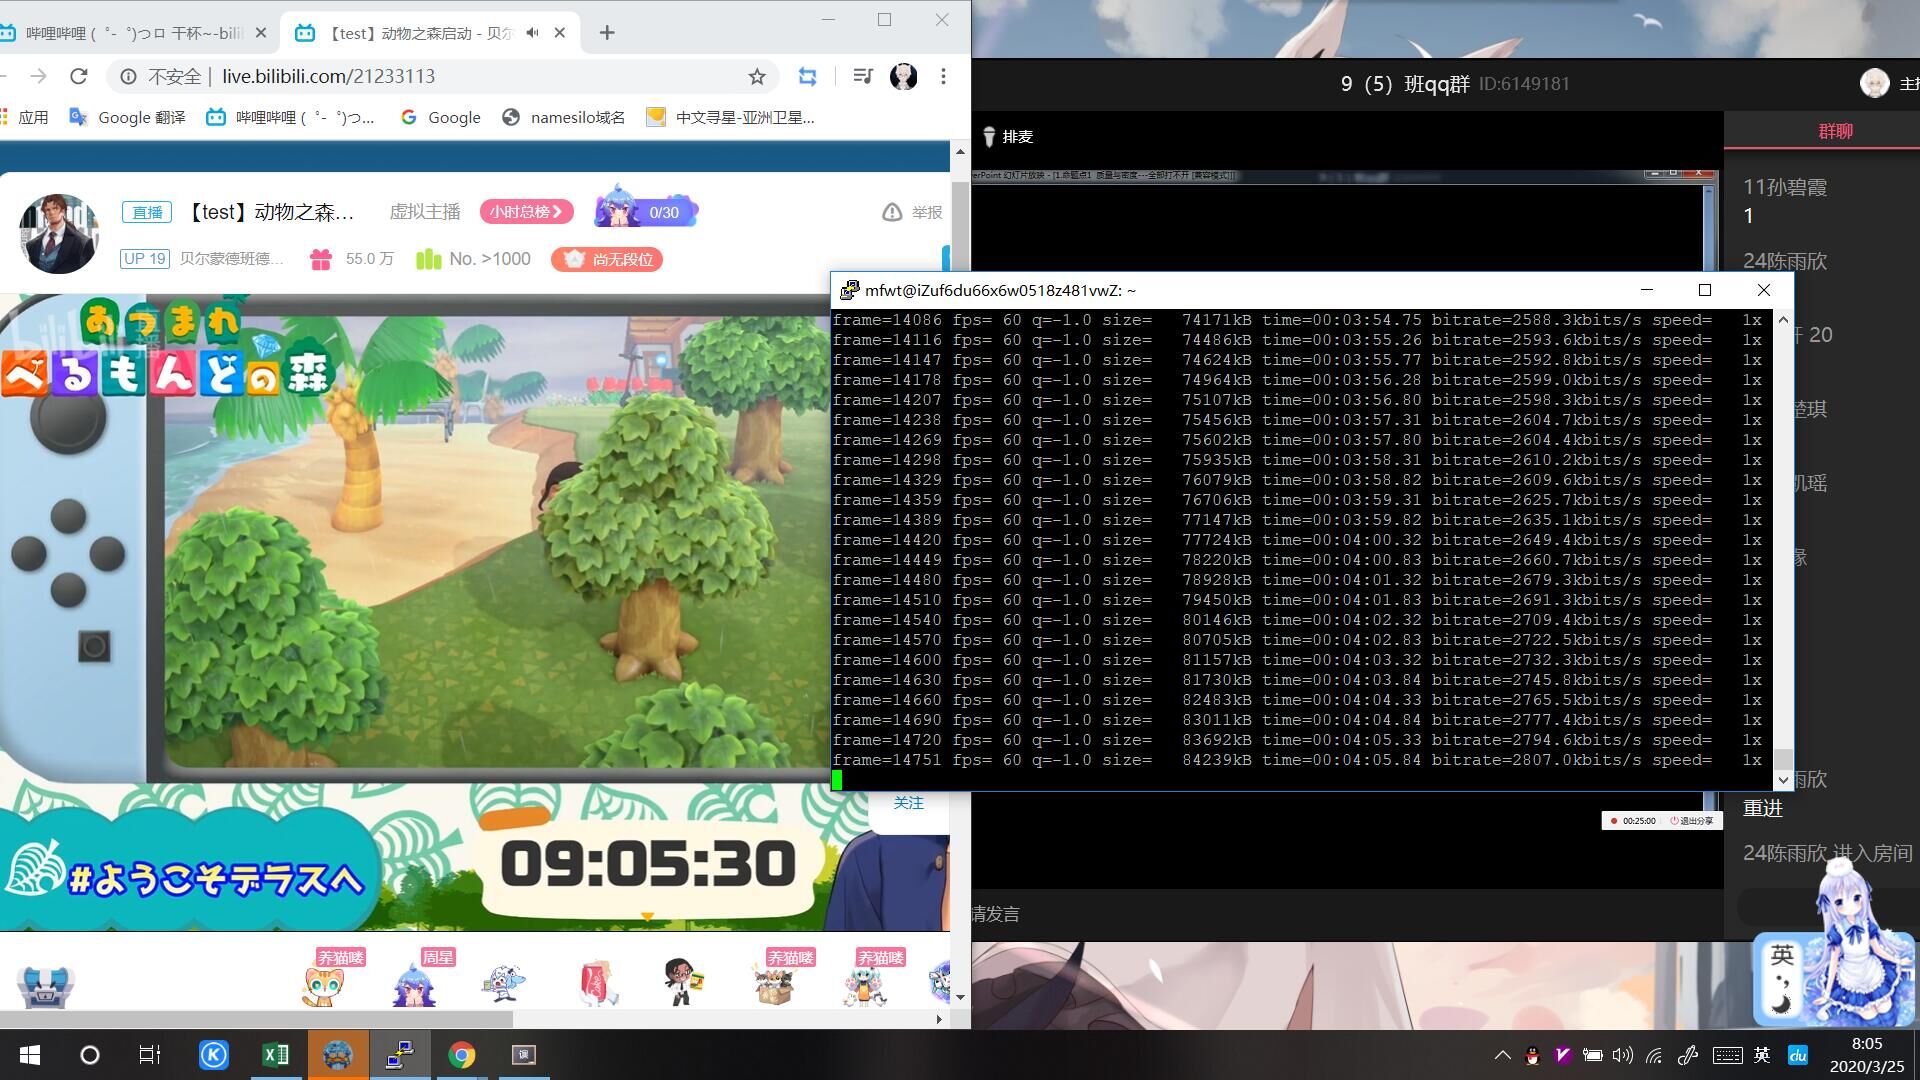 哔哩哔哩 (゜-゜)つロ 干杯~-bili
【test】动物之森启动 - 贝尔
不安全 | live.bilibili.com/21233113
应用
Google 翻译
哔哩哔哩 (゜-゜)つ...
Google
namesilo域名
中文寻星-亚洲卫星...
直播
【test】动物之森...
虚拟主播
小时总榜
0/30
举报
UP 19
贝尔蒙德班德...
55.0 万
No. >1000
尚无段位
あつまれ
べるもんどの森
#ようこそデラスへ
09:05:30
关注
养猫喽
周星
养猫喽
养猫喽
9（5）班qq群 ID:6149181
排麦
erPoint 幻灯片放映 - [1.命题点1 质量与密度---全部打不开 [兼容模式]]
群聊
11孙碧霞
1
24陈雨欣
20
楚琪
凯瑶
缘
雨欣
重进
24陈雨欣 进入房间
00:25:00
退出分享
请发言
mfwt@iZuf6du66x6w0518z481vwZ: ~
frame=14086 fps= 60 q=-1.0 size=   74171kB time=00:03:54.75 bitrate=2588.3kbits/s speed=   1x
frame=14116 fps= 60 q=-1.0 size=   74486kB time=00:03:55.26 bitrate=2593.6kbits/s speed=   1x
frame=14147 fps= 60 q=-1.0 size=   74624kB time=00:03:55.77 bitrate=2592.8kbits/s speed=   1x
frame=14178 fps= 60 q=-1.0 size=   74964kB time=00:03:56.28 bitrate=2599.0kbits/s speed=   1x
frame=14207 fps= 60 q=-1.0 size=   75107kB time=00:03:56.80 bitrate=2598.3kbits/s speed=   1x
frame=14238 fps= 60 q=-1.0 size=   75456kB time=00:03:57.31 bitrate=2604.7kbits/s speed=   1x
frame=14269 fps= 60 q=-1.0 size=   75602kB time=00:03:57.80 bitrate=2604.4kbits/s speed=   1x
frame=14298 fps= 60 q=-1.0 size=   75935kB time=00:03:58.31 bitrate=2610.2kbits/s speed=   1x
frame=14329 fps= 60 q=-1.0 size=   76079kB time=00:03:58.82 bitrate=2609.6kbits/s speed=   1x
frame=14359 fps= 60 q=-1.0 size=   76706kB time=00:03:59.31 bitrate=2625.7kbits/s speed=   1x
frame=14389 fps= 60 q=-1.0 size=   77147kB time=00:03:59.82 bitrate=2635.1kbits/s speed=   1x
frame=14420 fps= 60 q=-1.0 size=   77724kB time=00:04:00.32 bitrate=2649.4kbits/s speed=   1x
frame=14449 fps= 60 q=-1.0 size=   78220kB time=00:04:00.83 bitrate=2660.7kbits/s speed=   1x
frame=14480 fps= 60 q=-1.0 size=   78928kB time=00:04:01.32 bitrate=2679.3kbits/s speed=   1x
frame=14510 fps= 60 q=-1.0 size=   79450kB time=00:04:01.83 bitrate=2691.3kbits/s speed=   1x
frame=14540 fps= 60 q=-1.0 size=   80146kB time=00:04:02.32 bitrate=2709.4kbits/s speed=   1x
frame=14570 fps= 60 q=-1.0 size=   80705kB time=00:04:02.83 bitrate=2722.5kbits/s speed=   1x
frame=14600 fps= 60 q=-1.0 size=   81157kB time=00:04:03.32 bitrate=2732.3kbits/s speed=   1x
frame=14630 fps= 60 q=-1.0 size=   81730kB time=00:04:03.84 bitrate=2745.8kbits/s speed=   1x
frame=14660 fps= 60 q=-1.0 size=   82483kB time=00:04:04.33 bitrate=2765.5kbits/s speed=   1x
frame=14690 fps= 60 q=-1.0 size=   83011kB time=00:04:04.84 bitrate=2777.4kbits/s speed=   1x
frame=14720 fps= 60 q=-1.0 size=   83692kB time=00:04:05.33 bitrate=2794.6kbits/s speed=   1x
frame=14751 fps= 60 q=-1.0 size=   84239kB time=00:04:05.84 bitrate=2807.0kbits/s speed=   1x
英
英
du
8:05
2020/3/25